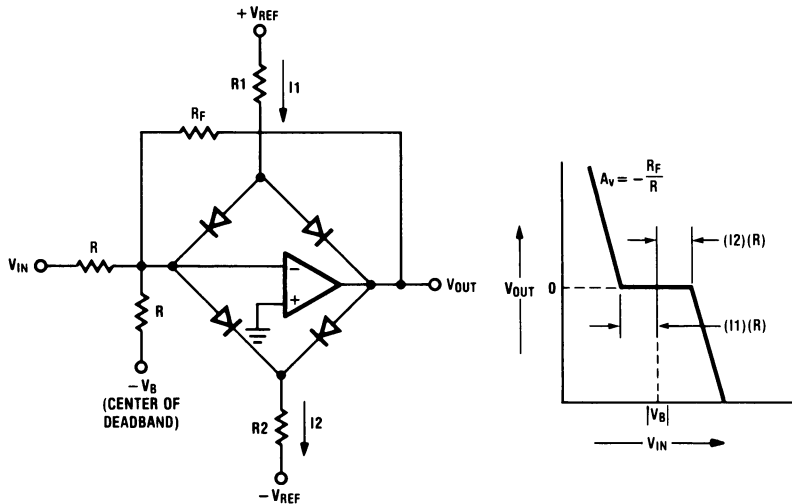 + VREF
R1
I1
RF
R
VIN
R
− VB
(CENTER OF
DEADBAND)
−
+
VOUT
R2
I2
− VREF
Av = − RF
R
(I2)(R)
VOUT
0
(I1)(R)
|VB|
VIN